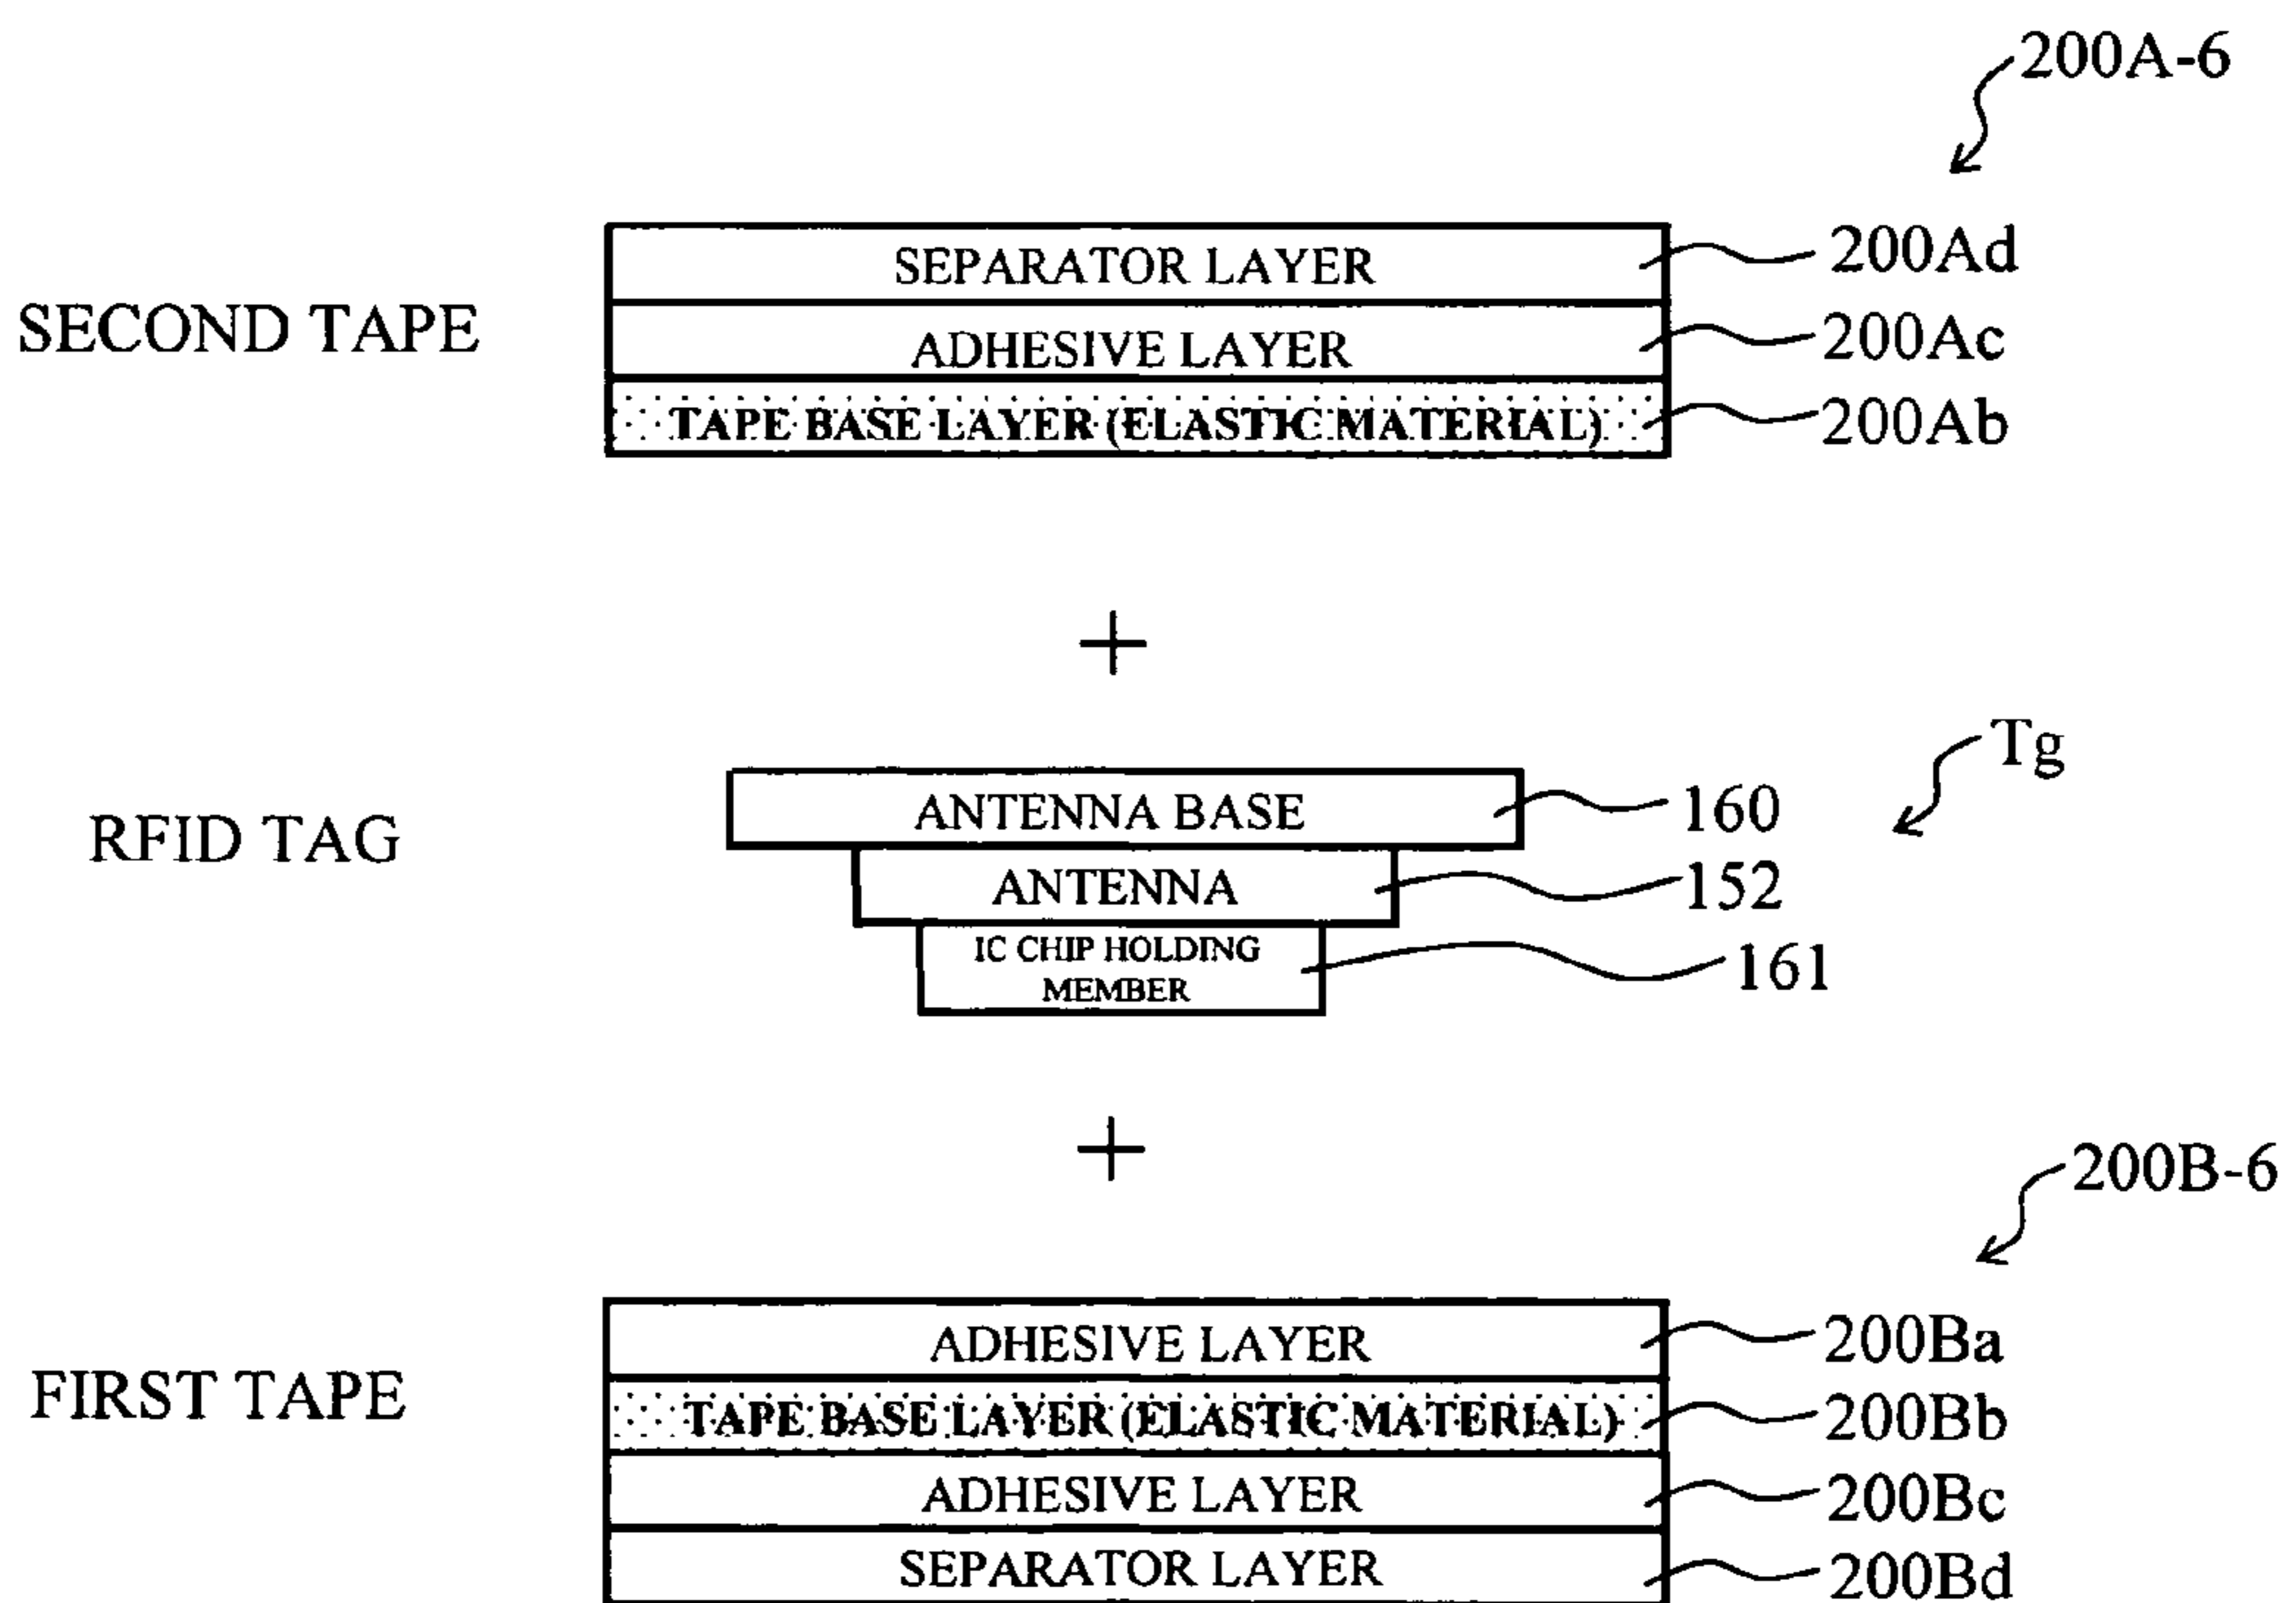 200A-6
SEPARATOR LAYER 200Ad
SECOND TAPE ADHESIVE LAYER 200Ac
TAPE BASE LAYER (ELASTIC MATERIAL) 200Ab
+
Tg
RFID TAG ANTENNA BASE 160
ANTENNA 152
IC CHIP HOLDING
MEMBER 161
+
200B-6
ADHESIVE LAYER 200Ba
FIRST TAPE TAPE BASE LAYER (ELASTIC MATERIAL) 200Bb
ADHESIVE LAYER 200Bc
SEPARATOR LAYER 200Bd